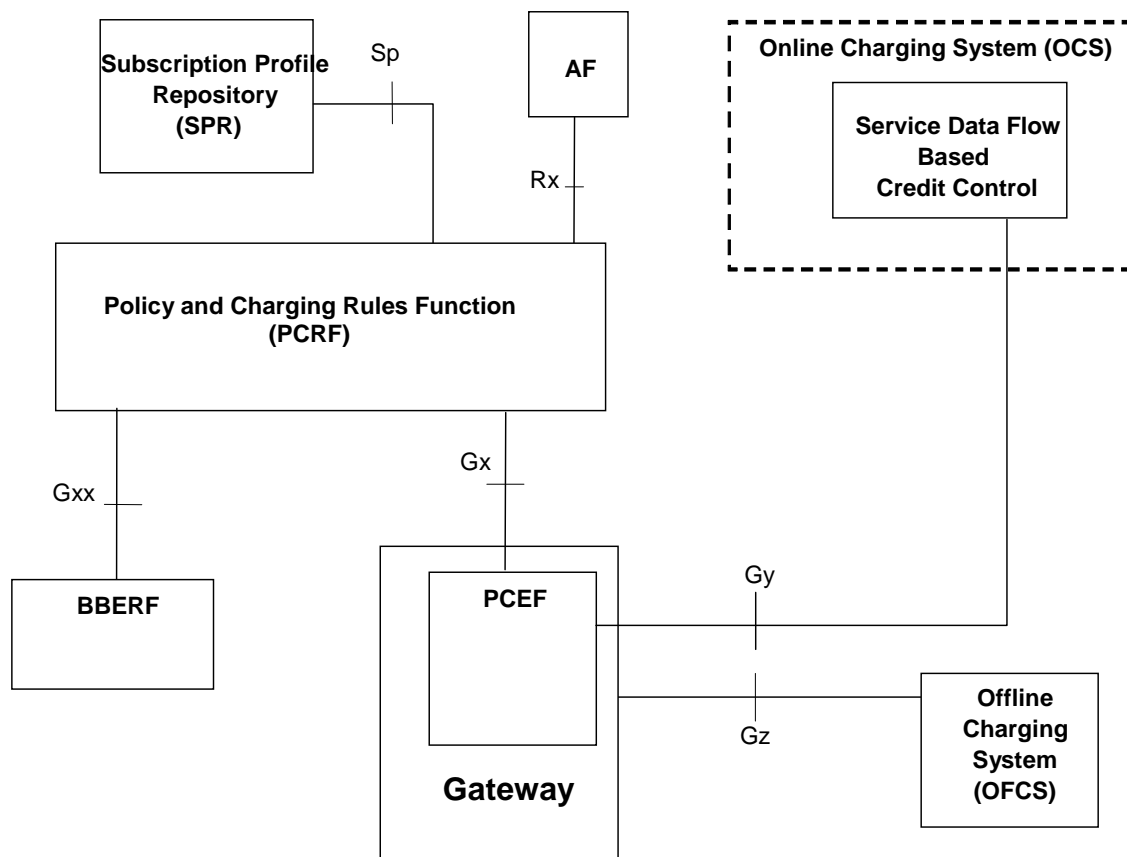 Subscription Profile
Repository
(SPR)
Sp
AF
Online Charging System (OCS)
Service Data Flow
Based
Credit Control
Rx
Policy and Charging Rules Function
(PCRF)
Gxx
Gx
BBERF
PCEF
Gy
Gz
Offline
Charging
System
(OFCS)
Gateway